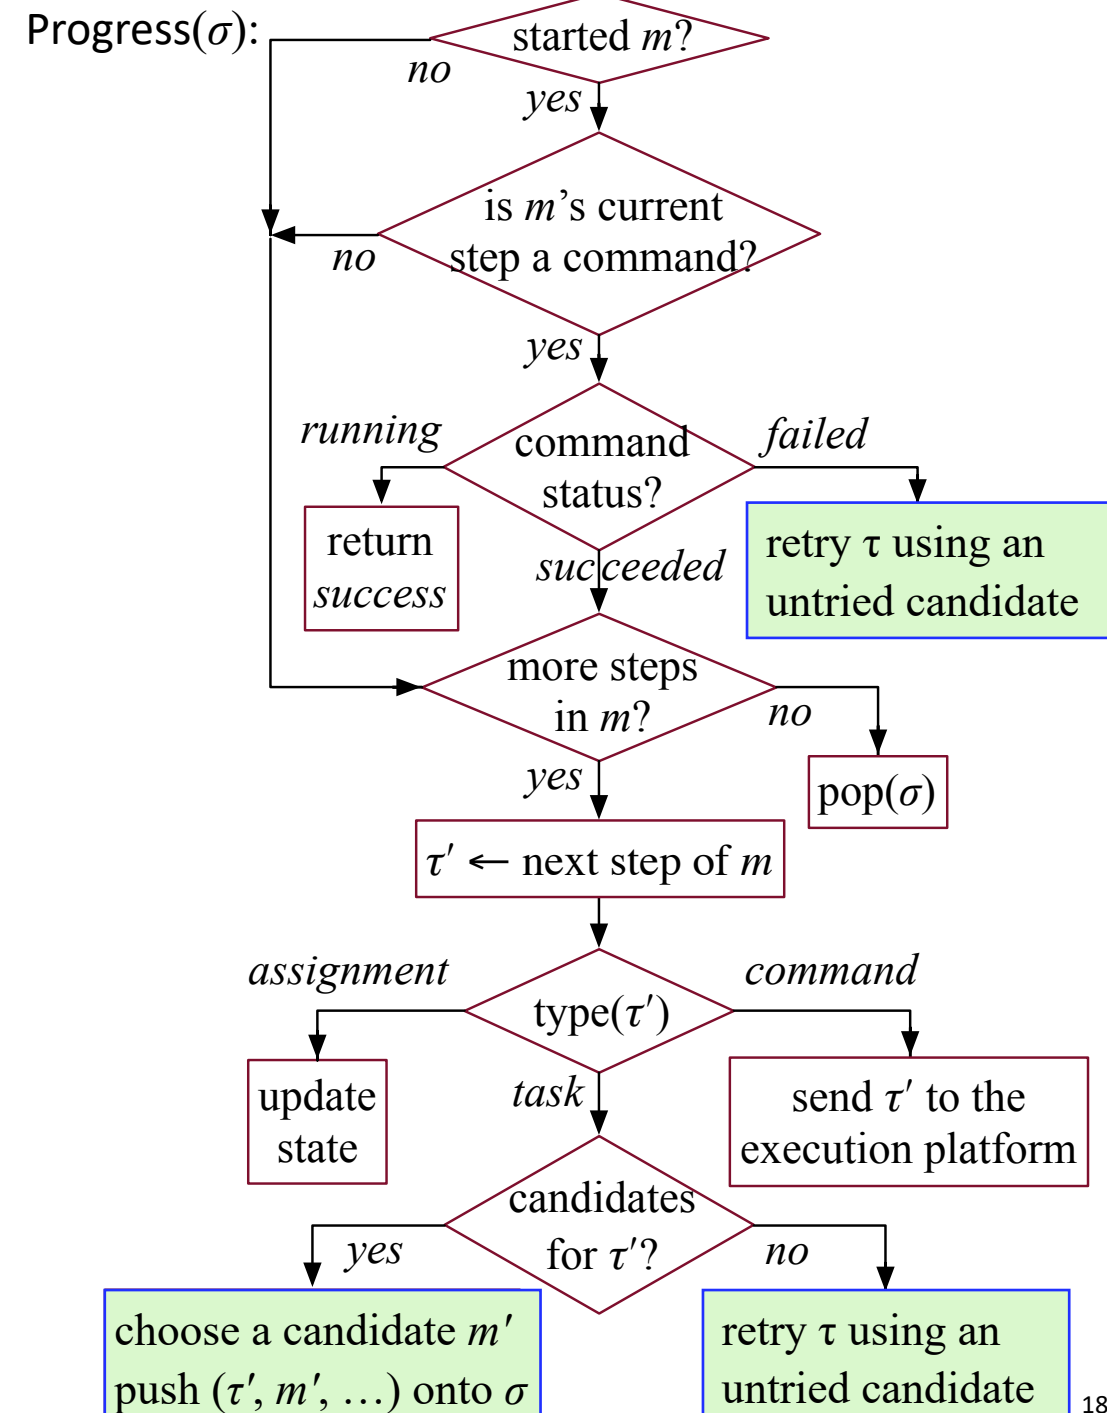 Progress(σ):
started m?
no
yes
is m’s current
step a command?
no
yes
running
command
status?
failed
return
success
succeeded
retry τ using an
untried candidate
more steps
in m?
no
yes
pop(σ)
τ′ ← next step of m
assignment
type(τ′)
command
update
state
task
send τ′ to the
execution platform
candidates
for τ′?
yes
no
choose a candidate m′
push (τ′, m′, …) onto σ
retry τ using an
untried candidate
18